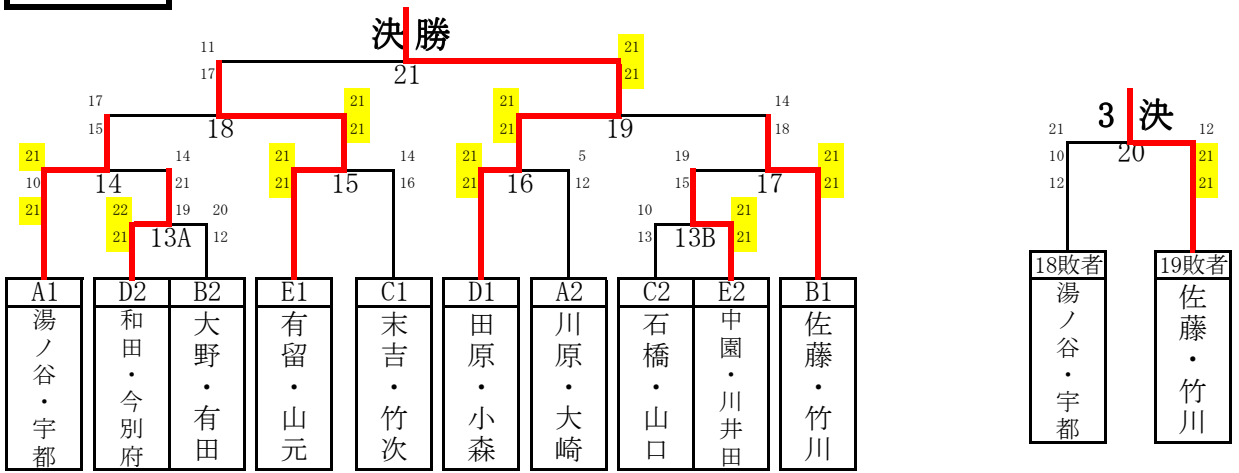 決 勝
11 21
17 21 21
17 21 21 14
15 18 21 21 19 18
3 決
21 12
10 20 21
12 21
21 14 21 14 21 5 19 21
10 14 21 21 15 16 21 16 12 15 17 21
21 22 19 20 10 21
21 13A 12 13 13B 21
A1 D2 B2 E1 C1 D1 A2 C2 E2 B1
湯ノ谷・宇都
和田・今別府
大野・有田
有留・山元
末吉・竹次
田原・小森
川原・大崎
石橋・山口
中園・川井田
佐藤・竹川
18敗者 19敗者
湯ノ谷・宇都
佐藤・竹川